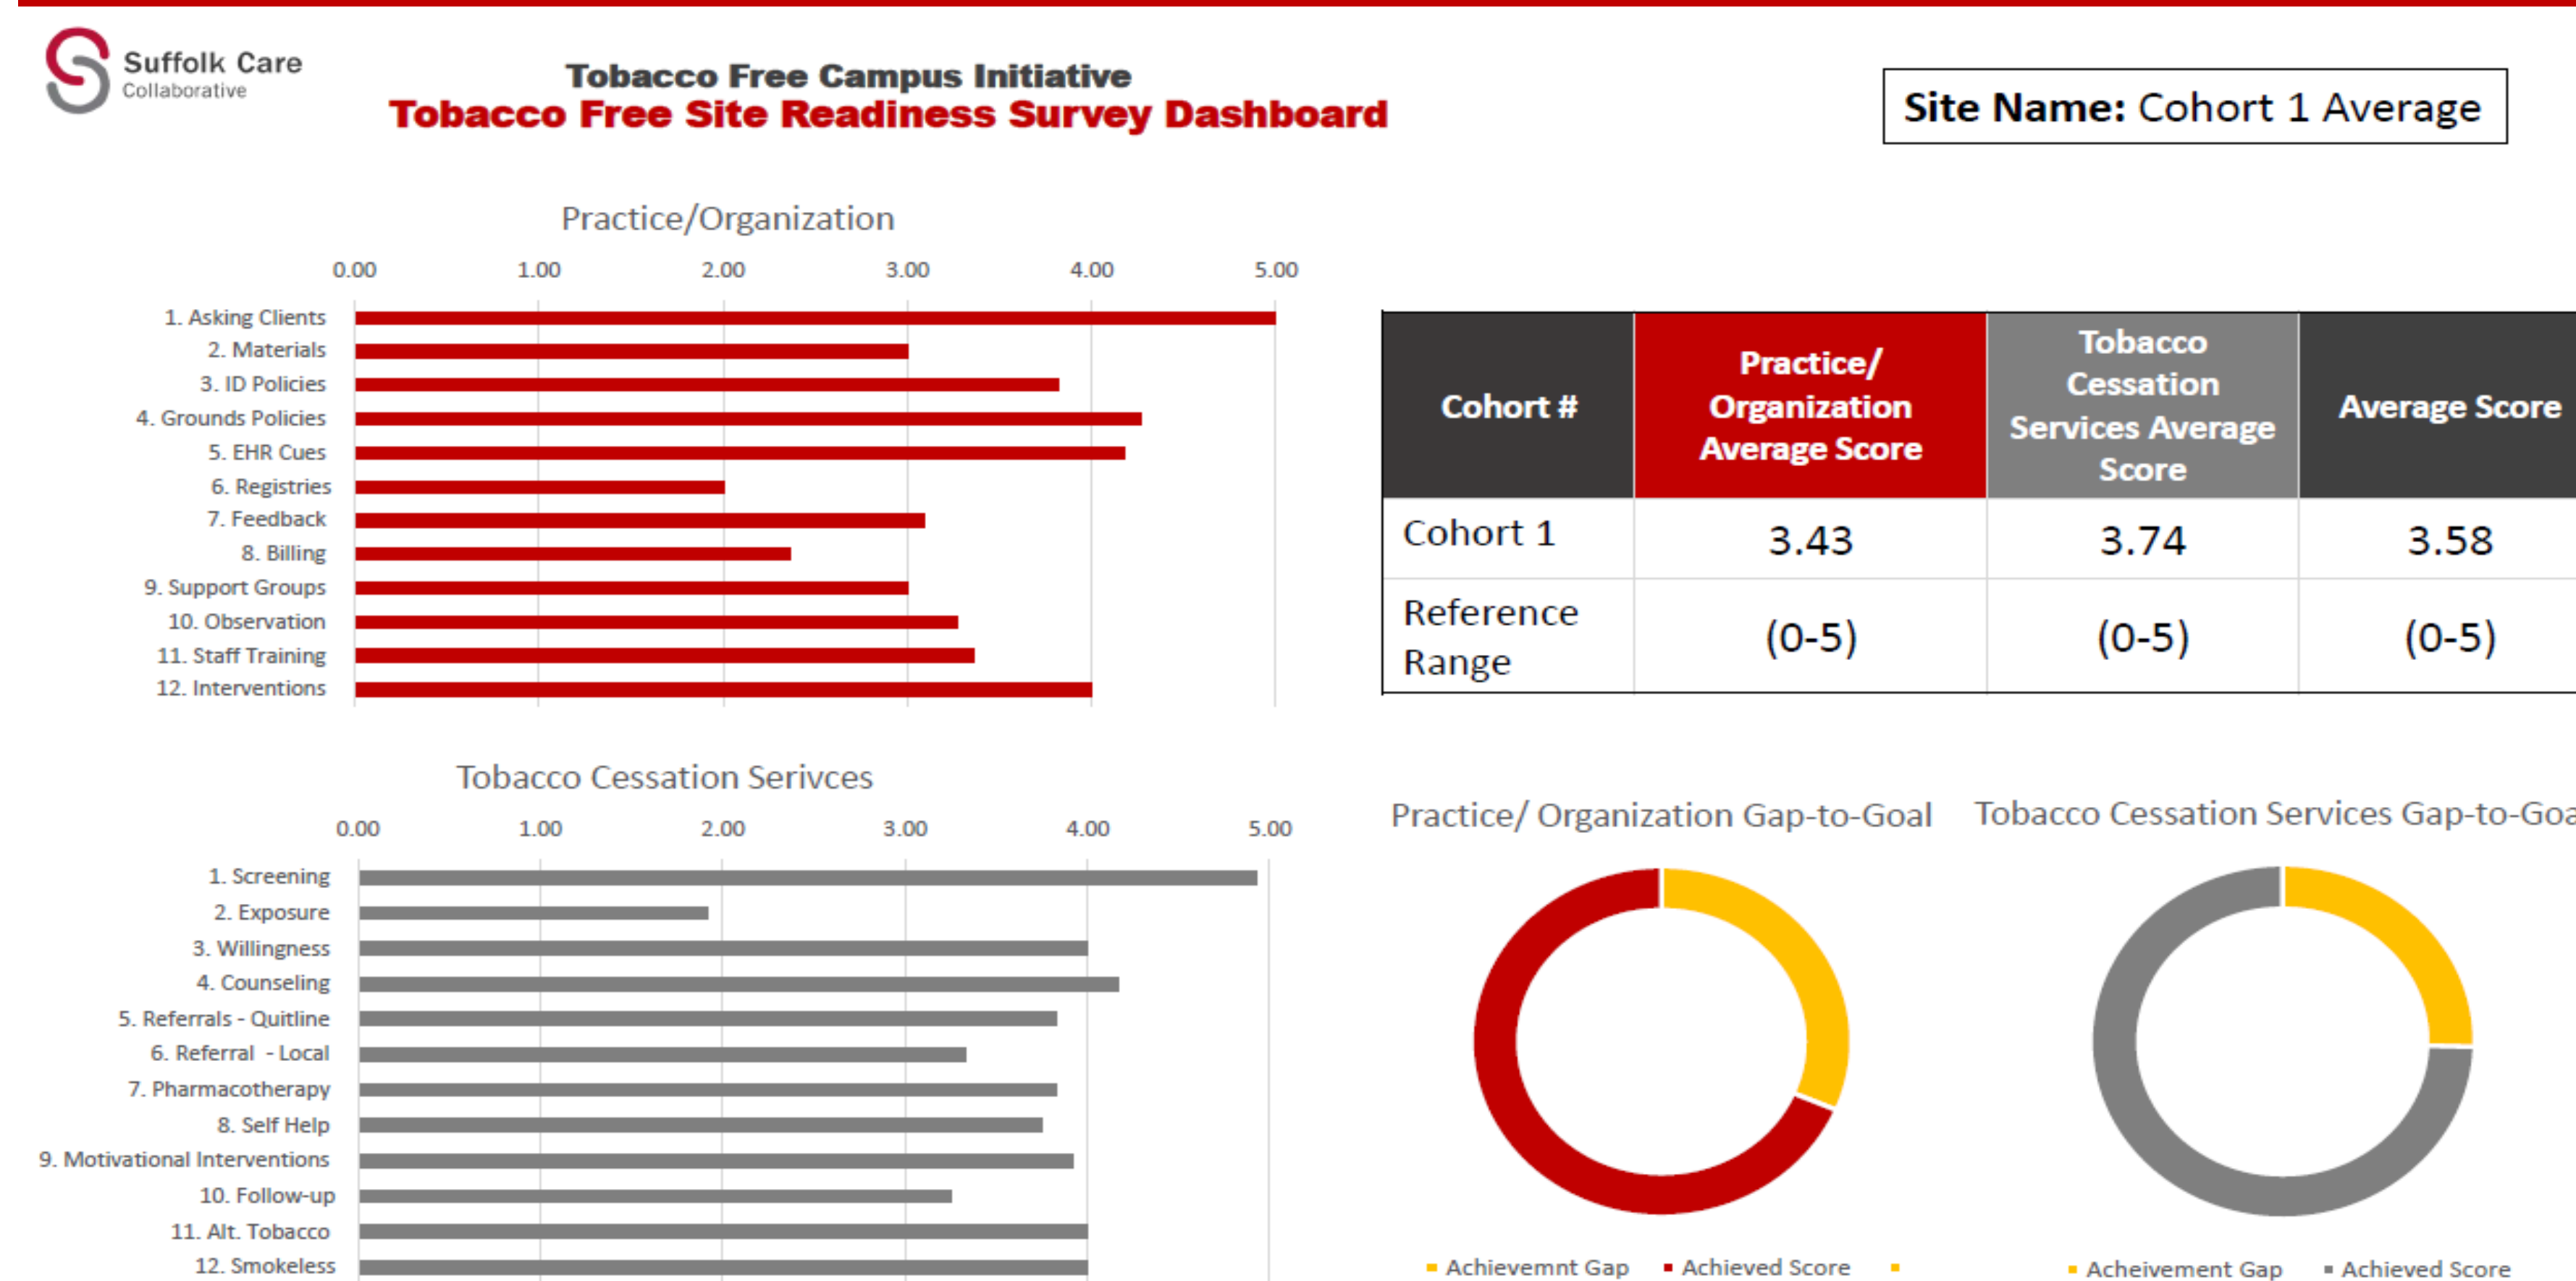 Suffolk Care
Collaborative
Tobacco Free Campus Initiative
Tobacco Free Site Readiness Survey Dashboard
Site Name: Cohort 1 Average
Practice/Organization
0.00 1.00 2.00 3.00 4.00 5.00
1. Asking Clients
2. Materials
3. ID Policies
4. Grounds Policies
5. EHR Cues
6. Registries
7. Feedback
8. Billing
9. Support Groups
10. Observation
11. Staff Training
12. Interventions
Cohort #
Practice/
Organization
Average Score
Tobacco
Cessation
Services Average
Score
Average Score
Cohort 1 3.43 3.74 3.58
Reference
Range
(0-5) (0-5) (0-5)
Tobacco Cessation Serivces
0.00 1.00 2.00 3.00 4.00 5.00
1. Screening
2. Exposure
3. Willingness
4. Counseling
5. Referrals - Quitline
6. Referral - Local
7. Pharmacotherapy
8. Self Help
9. Motivational Interventions
10. Follow-up
11. Alt. Tobacco
12. Smokeless
Practice/ Organization Gap-to-Goal
Achievemnt Gap Achieved Score
Tobacco Cessation Services Gap-to-Goa
Acheivement Gap Achieved Score